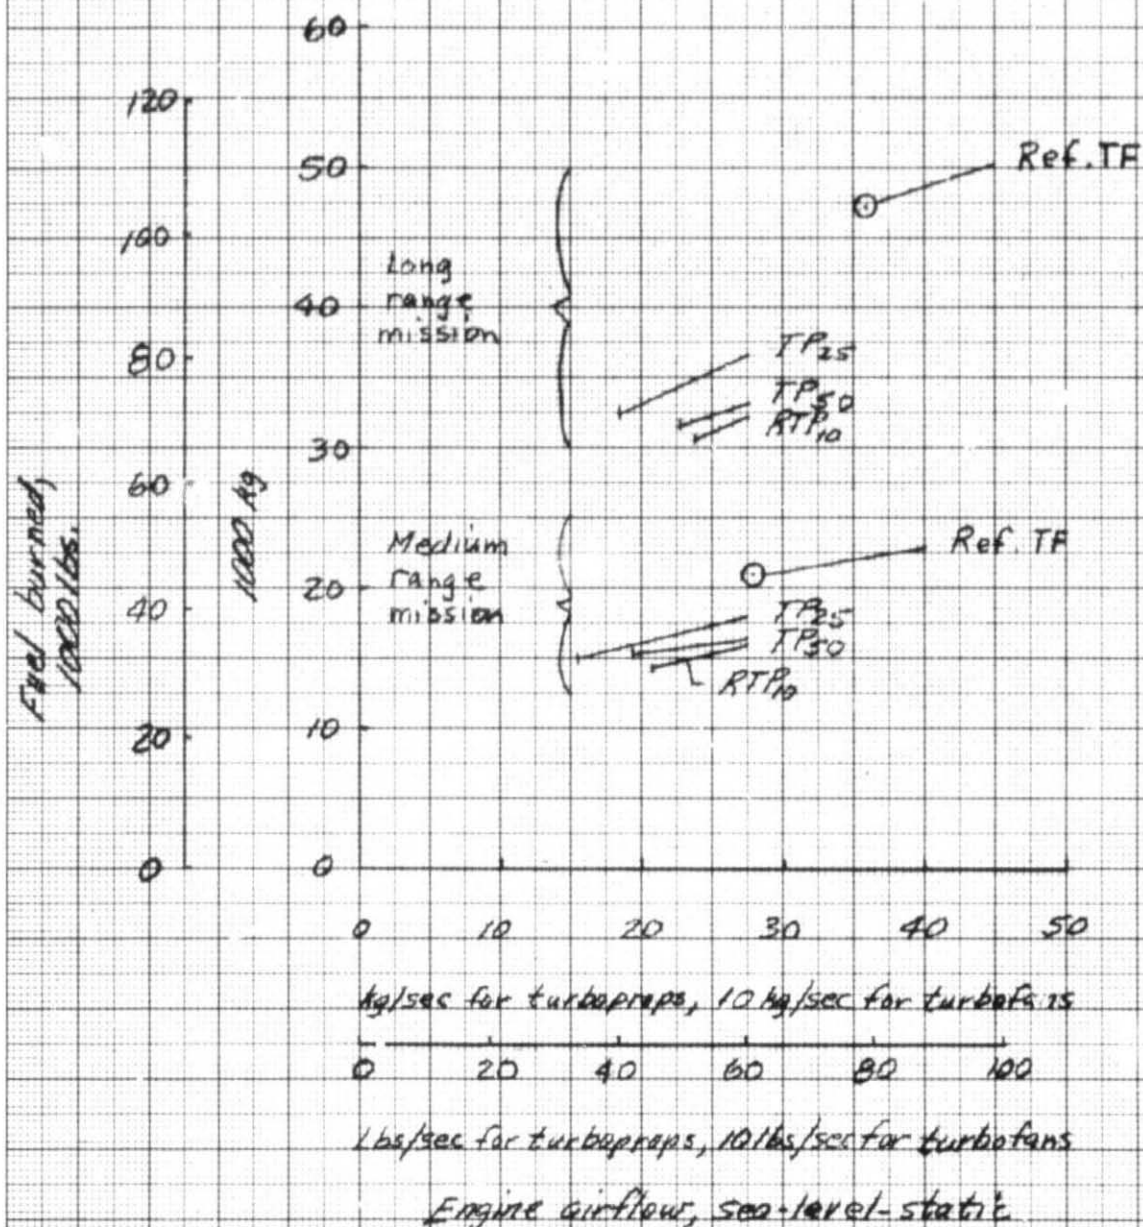 60
120
50
Ref. TF
100
Long
range
mission
40
80
TP25
TP50
RTP10
30
60
Fuel burned,
1000 lbs.
1000 kg
Medium
range
mission
Ref. TF
20
40
TP25
TP50
RTP10
20
10
0
0
0 10 20 30 40 50
kg/sec for turboprops, 10 kg/sec for turbofans
0 20 40 60 80 100
Lbs/sec for turboprops, 10 lbs/sec for turbofans
Engine airflow, sea-level-static